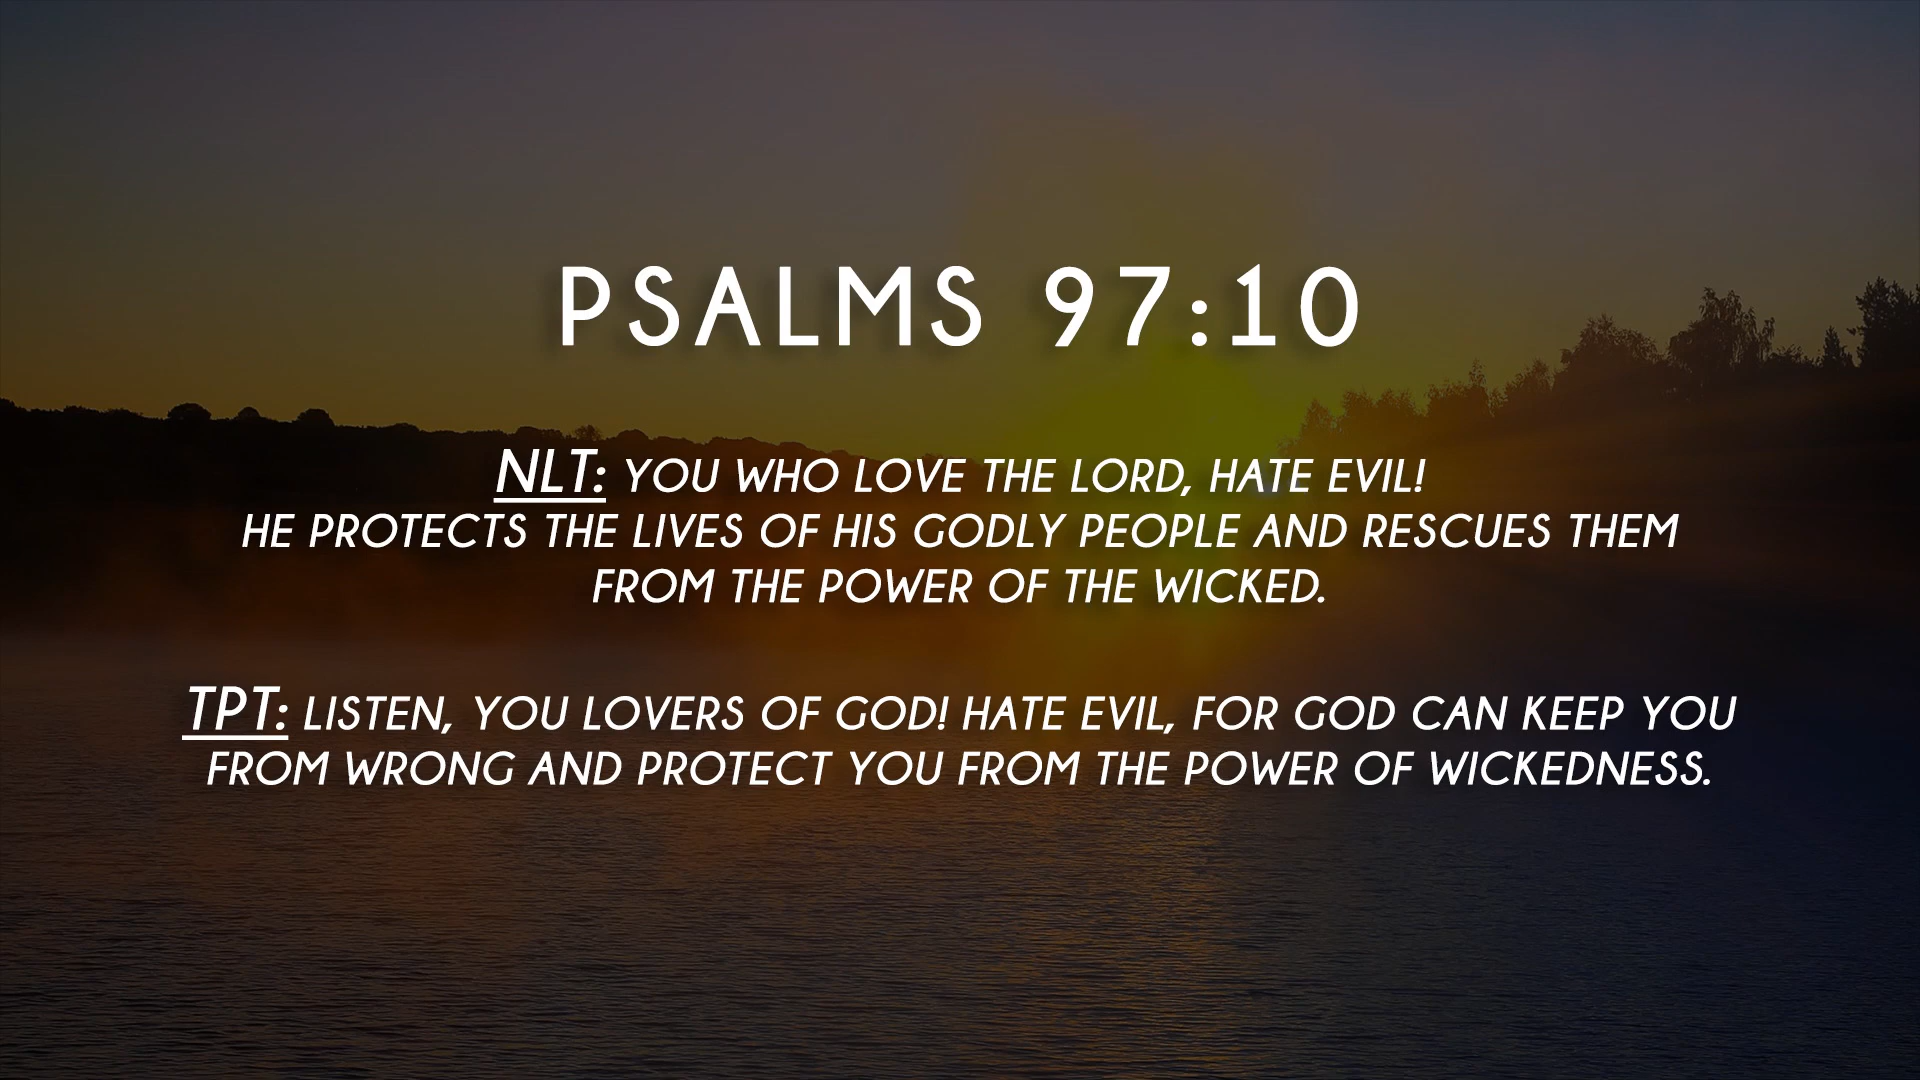 PSALMS 97:10
NLT: YOU WHO LOVE THE LORD, HATE EVIL!
HE PROTECTS THE LIVES OF HIS GODLY PEOPLE AND RESCUES THEM
FROM THE POWER OF THE WICKED.
TPT: LISTEN, YOU LOVERS OF GOD! HATE EVIL, FOR GOD CAN KEEP YOU
FROM WRONG AND PROTECT YOU FROM THE POWER OF WICKEDNESS.